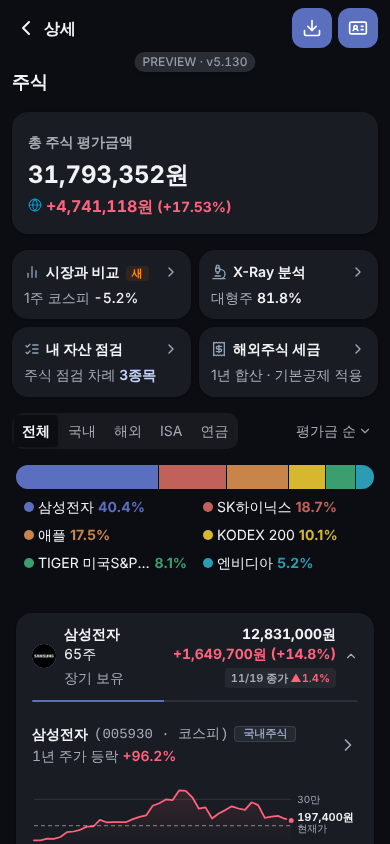 상세
PREVIEW · v5.130
주식
총 주식 평가금액
31,793,352원
+4,741,118원 (+17.53%)
시장과 비교 새
1주 코스피 -5.2%
X-Ray 분석
대형주 81.8%
내 자산 점검
주식 점검 차례 3종목
해외주식 세금
1년 합산 · 기본공제 적용
전체 국내 해외 ISA 연금 평가금 순
삼성전자 40.4% SK하이닉스 18.7%
애플 17.5% KODEX 200 10.1%
TIGER 미국S&P... 8.1% 엔비디아 5.2%
SAMSUNG
삼성전자 12,831,000원
65주 +1,649,700원 (+14.8%)
장기 보유 11/19 종가 ▲1.4%
삼성전자 (005930 · 코스피) 국내주식
1년 주가 등락 +96.2%
30만
197,400원
현재가